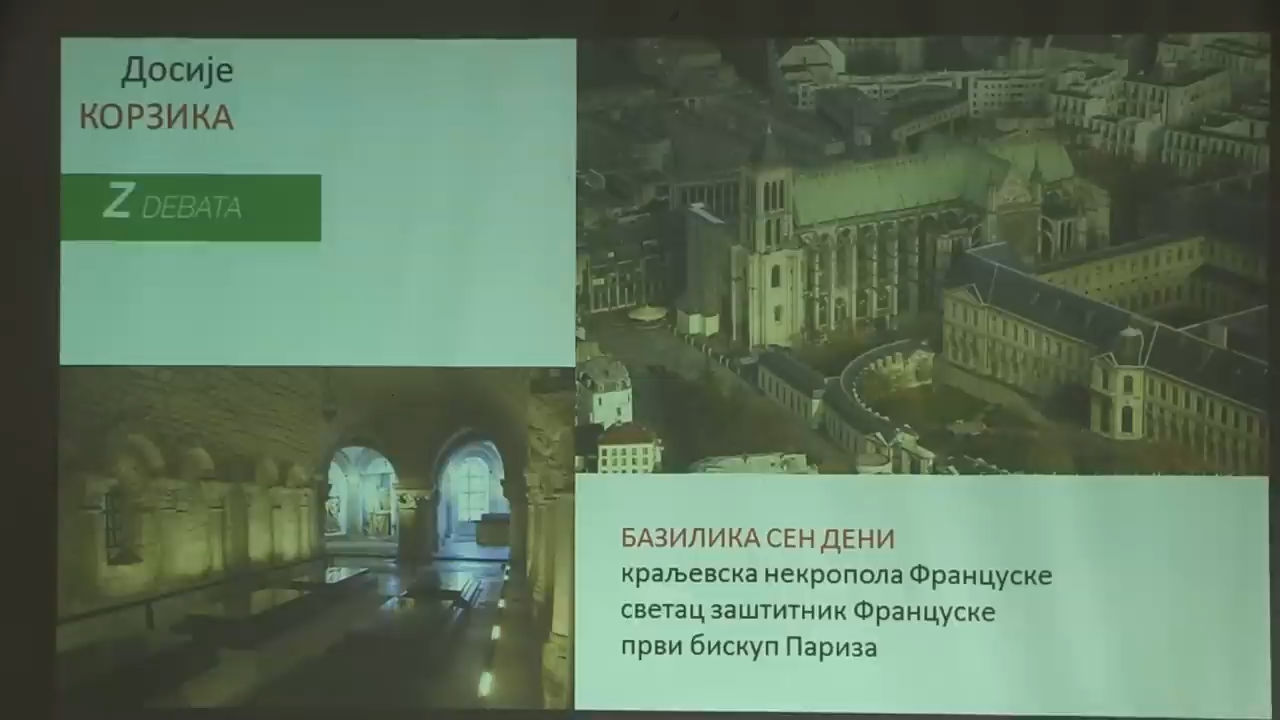 Досије
КОРЗИКА
Z DEBATA
БАЗИЛИКА СЕН ДЕНИ
краљевска некропола Француске
светац заштитник Француске
први бискуп Париза